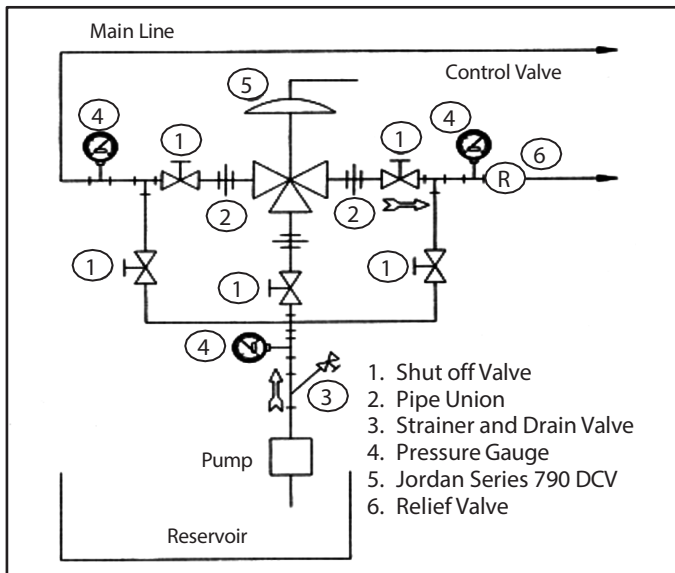 Main Line
Control Valve
5
4
1
1
4
6
R
2
2
1
1
1
4
3
Pump
Reservoir
1. Shut off Valve
2. Pipe Union
3. Strainer and Drain Valve
4. Pressure Gauge
5. Jordan Series 790 DCV
6. Relief Valve